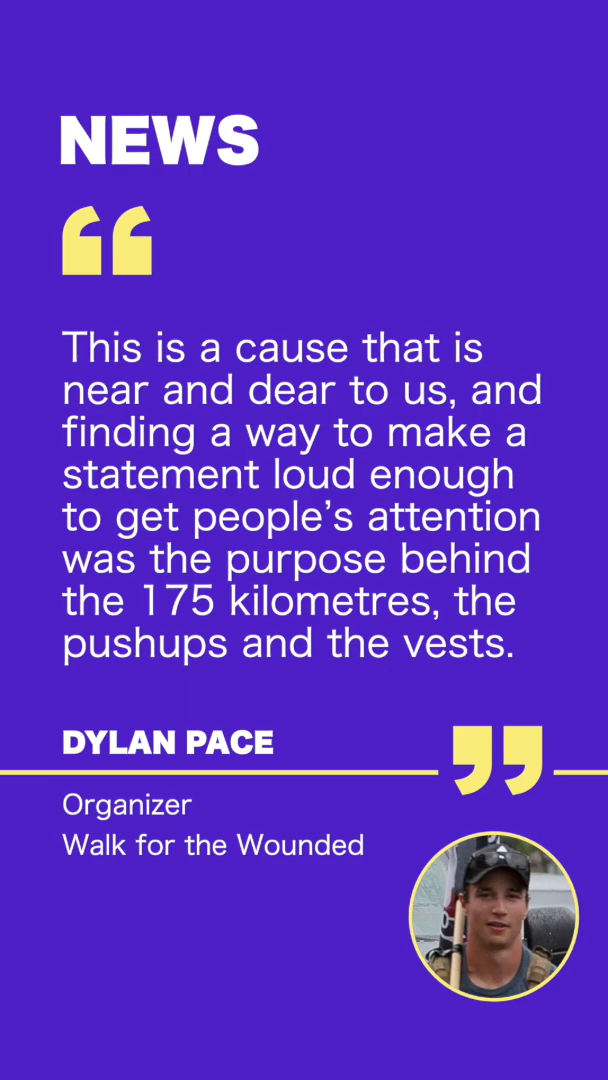 NEWS
“
This is a cause that is
near and dear to us, and
finding a way to make a
statement loud enough
to get people’s attention
was the purpose behind
the 175 kilometres, the
pushups and the vests.
”
DYLAN PACE
Organizer
Walk for the Wounded